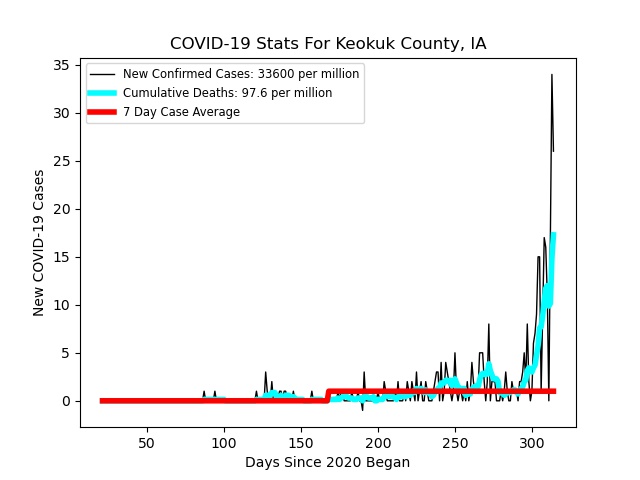 COVID-19 Stats For Keokuk County, IA
New Confirmed Cases: 33600 per million
Cumulative Deaths: 97.6 per million
7 Day Case Average
New COVID-19 Cases
35
30
25
20
15
10
5
0
50 100 150 200 250 300
Days Since 2020 Began